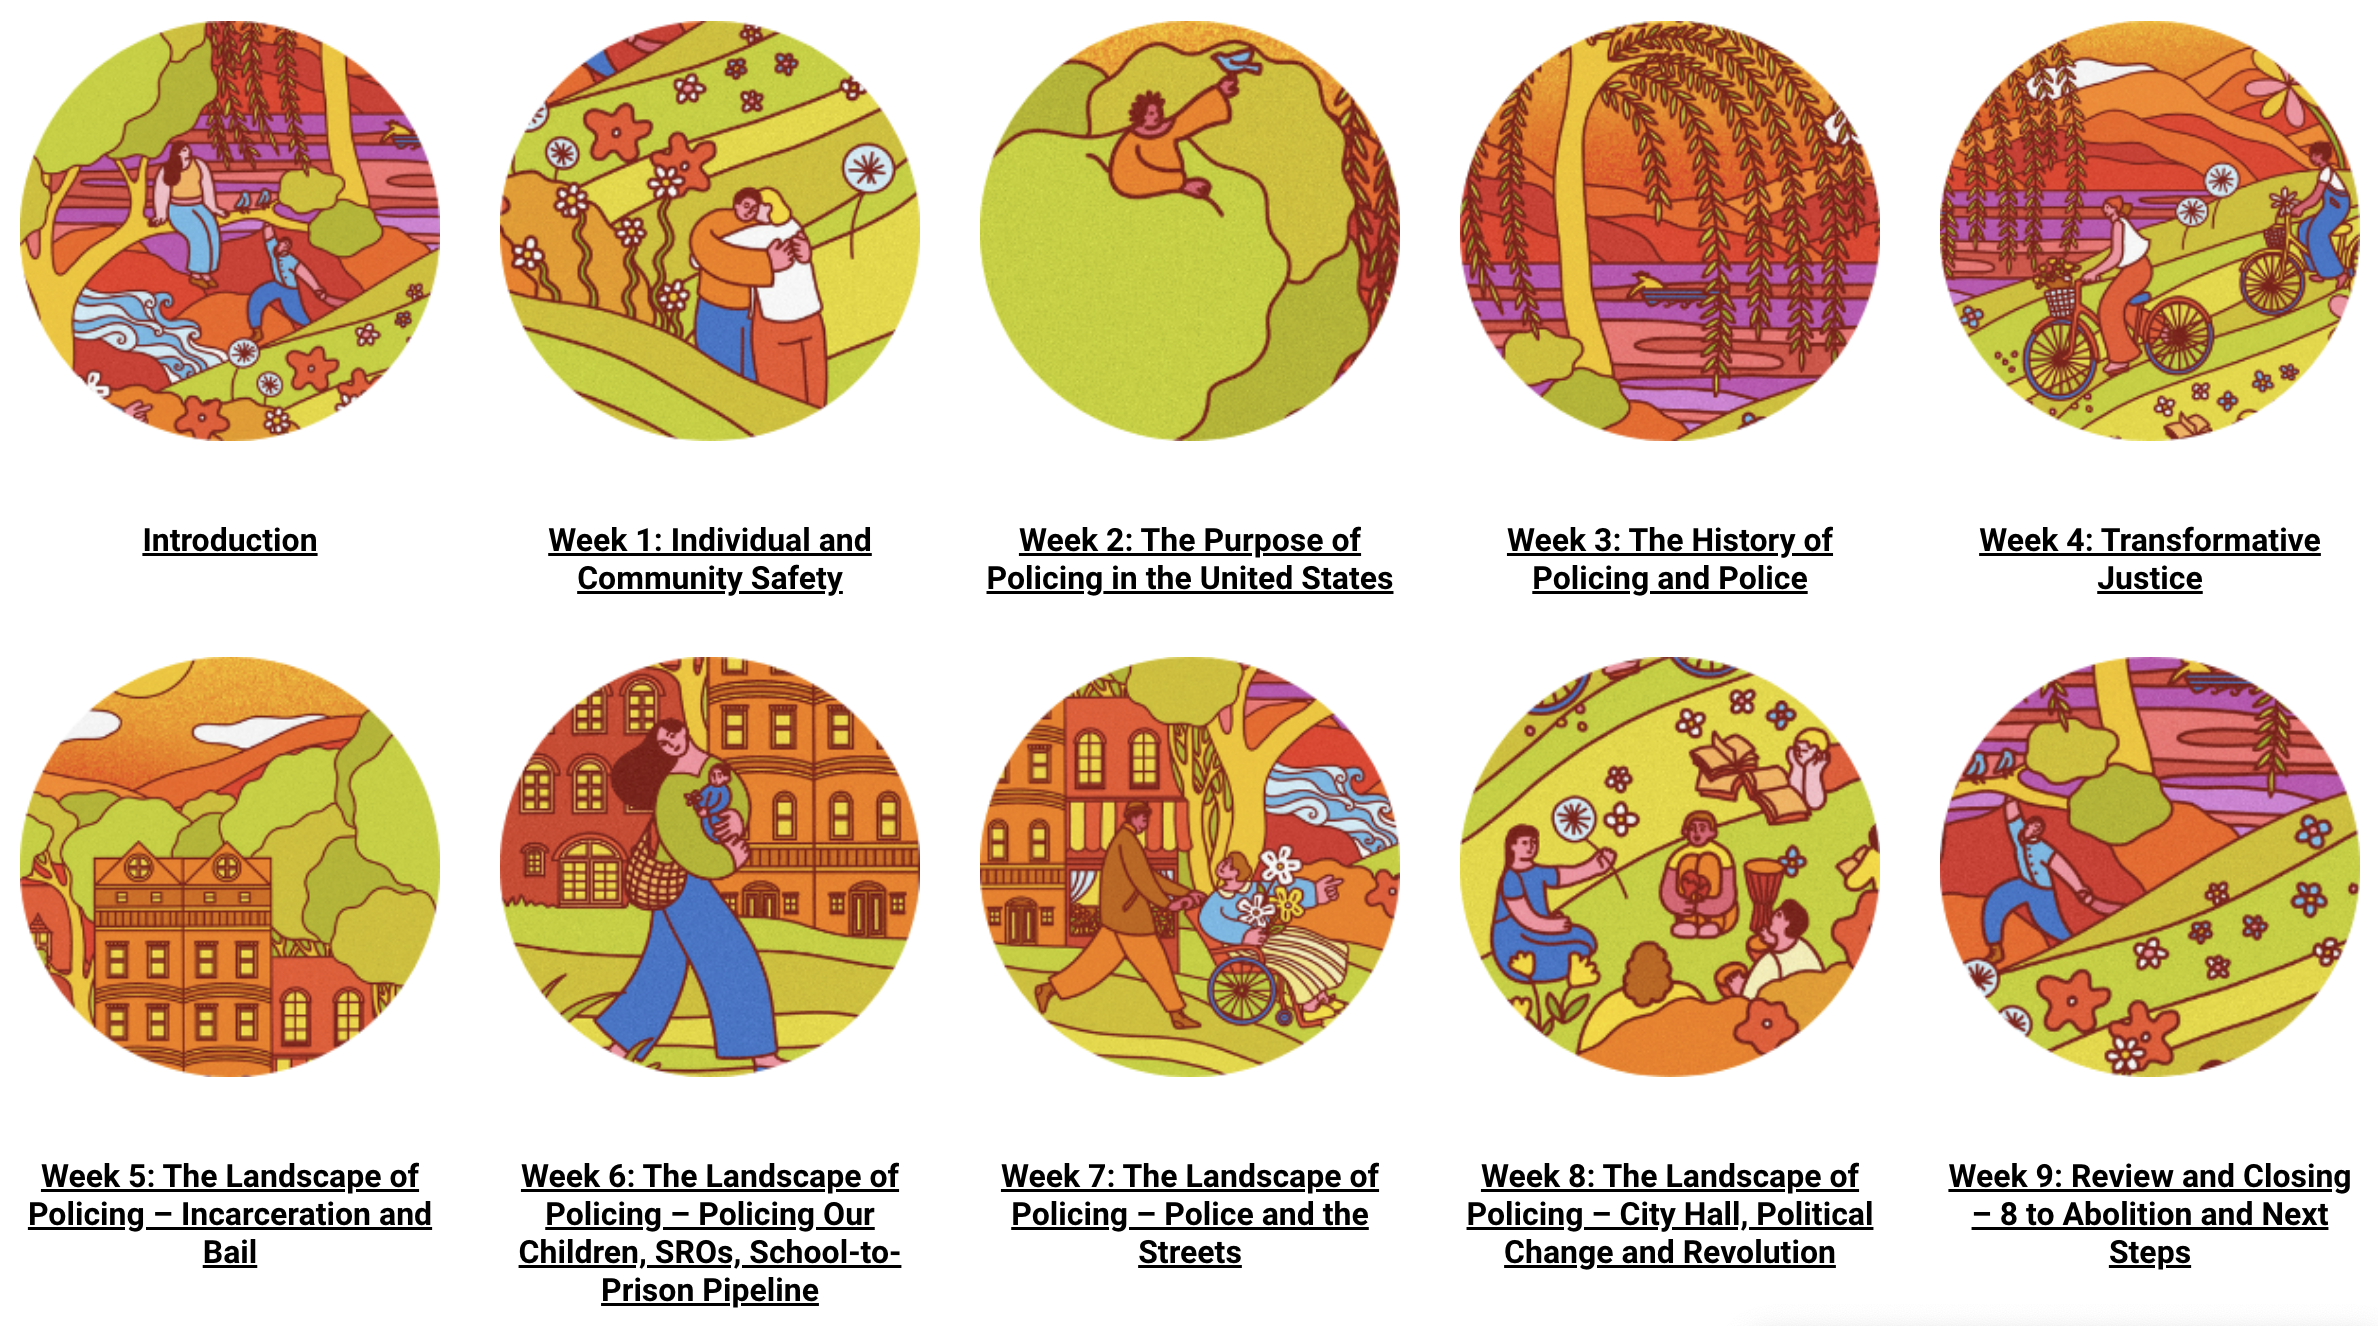 Introduction
Week 1: Individual and
Community Safety
Week 2: The Purpose of
Policing in the United States
Week 3: The History of
Policing and Police
Week 4: Transformative
Justice
Week 5: The Landscape of
Policing – Incarceration and
Bail
Week 6: The Landscape of
Policing – Policing Our
Children, SROs, School-to-
Prison Pipeline
Week 7: The Landscape of
Policing – Police and the
Streets
Week 8: The Landscape of
Policing – City Hall, Political
Change and Revolution
Week 9: Review and Closing
– 8 to Abolition and Next
Steps